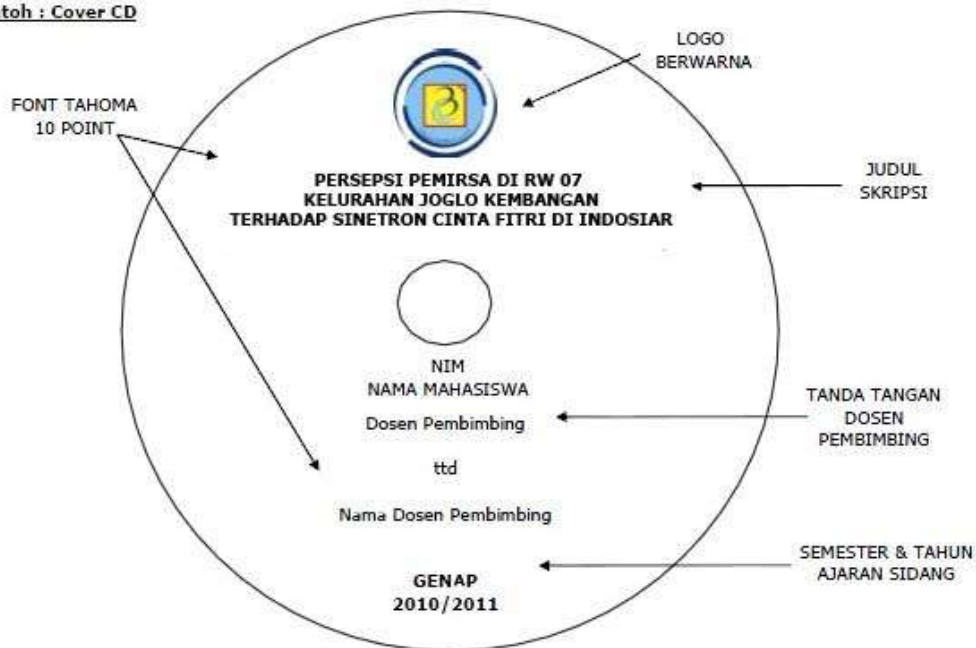 ntoh : Cover CD
LOGO
BERWARNA
FONT TAHOMA
10 POINT
JUDUL
SKRIPSI
PERSEPSI PEMIRSA DI RW 07
KELURAHAN JOGLO KEMBANGAN
TERHADAP SINETRON CINTA FITRI DI INDOSIAR
NIM
NAMA MAHASISWA
Dosen Pembimbing
ttd
Nama Dosen Pembimbing
TANDA TANGAN
DOSEN
PEMBIMBING
SEMESTER & TAHUN
AJARAN SIDANG
GENAP
2010/2011